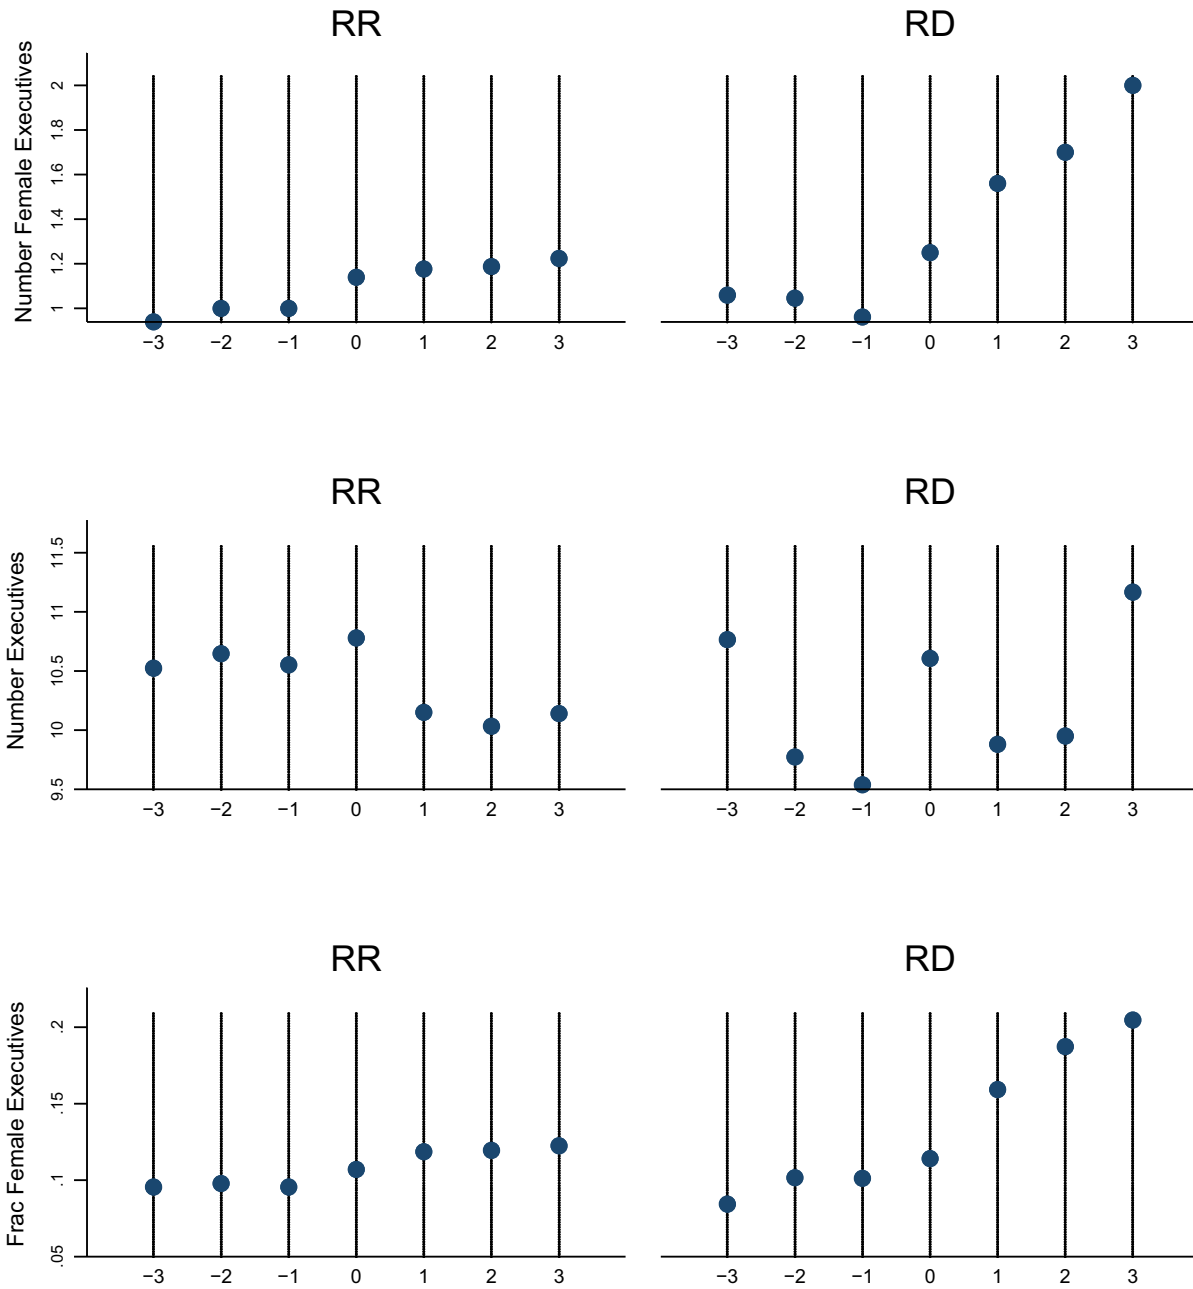 RR
RD
Number Female Executives
2
1.8
1.6
1.4
1.2
1
−3 −2 −1 0 1 2 3
−3 −2 −1 0 1 2 3
RR
RD
Number Executives
11.5
11
10.5
10
9.5
−3 −2 −1 0 1 2 3
−3 −2 −1 0 1 2 3
RR
RD
Frac Female Executives
.2
.15
.1
.05
−3 −2 −1 0 1 2 3
−3 −2 −1 0 1 2 3